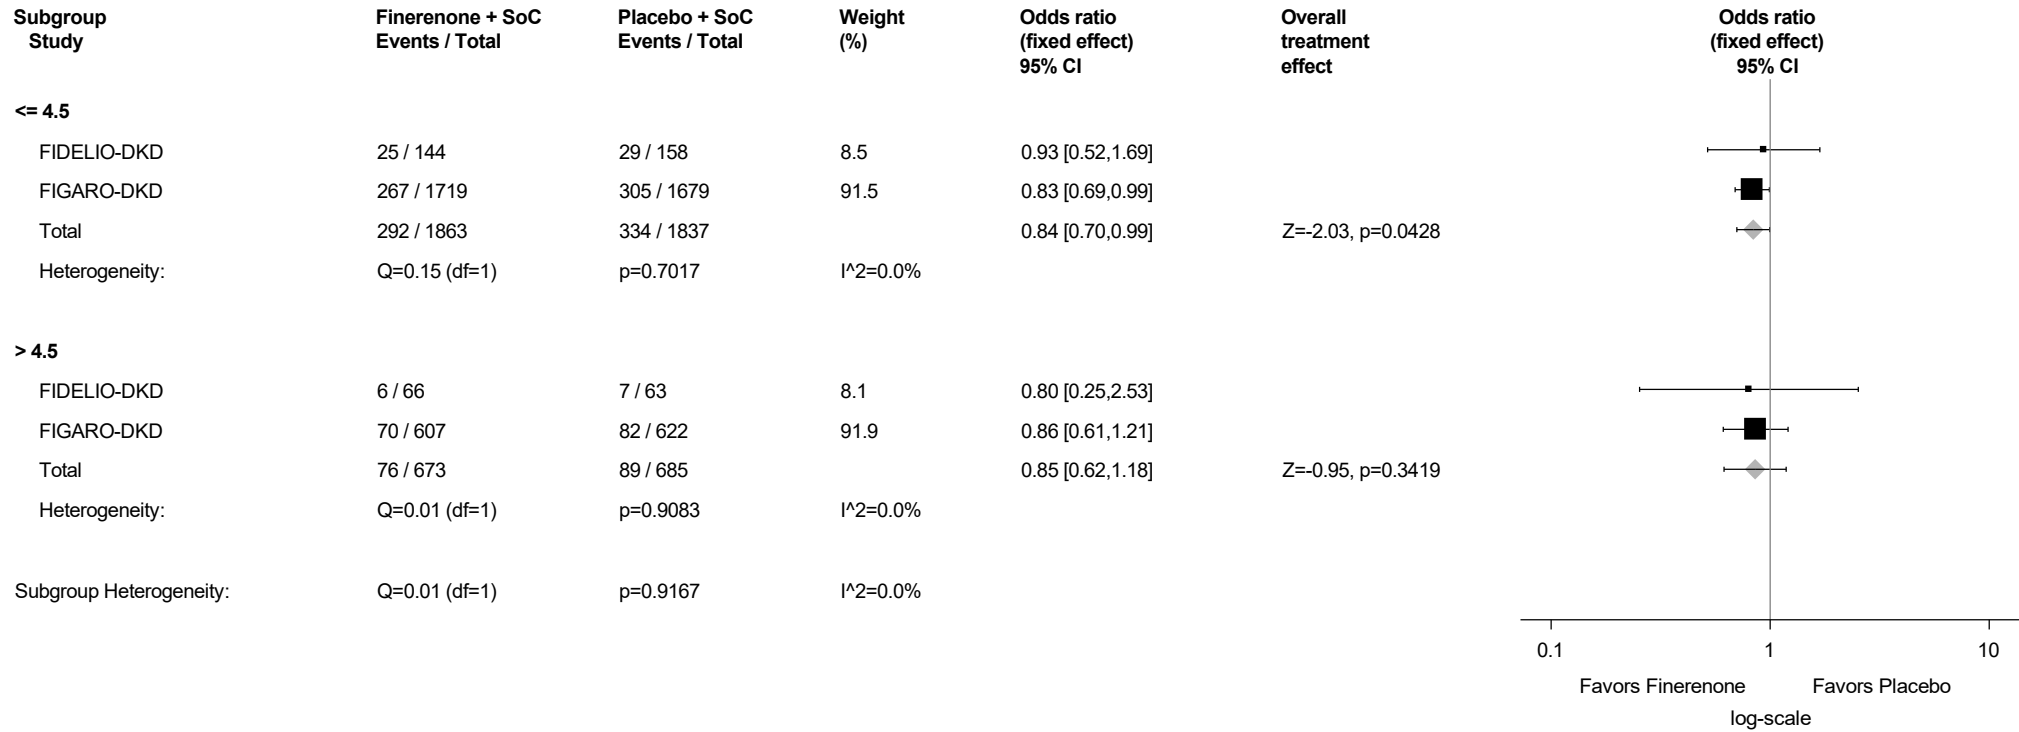 Subgroup Finerenone + SoC Placebo + SoC Weight Odds ratio Overall Odds ratio
Study Events / Total Events / Total (%) (fixed effect) treatment (fixed effect)
95% CI effect 95% CI
<= 4.5
FIDELIO-DKD 25 / 144 29 / 158 8.5 0.93 [0.52,1.69]
FIGARO-DKD 267 / 1719 305 / 1679 91.5 0.83 [0.69,0.99]
Total 292 / 1863 334 / 1837 0.84 [0.70,0.99] Z=-2.03, p=0.0428
Heterogeneity: Q=0.15 (df=1) p=0.7017 I^2=0.0%
> 4.5
FIDELIO-DKD 6 / 66 7 / 63 8.1 0.80 [0.25,2.53]
FIGARO-DKD 70 / 607 82 / 622 91.9 0.86 [0.61,1.21]
Total 76 / 673 89 / 685 0.85 [0.62,1.18] Z=-0.95, p=0.3419
Heterogeneity: Q=0.01 (df=1) p=0.9083 I^2=0.0%
Subgroup Heterogeneity: Q=0.01 (df=1) p=0.9167 I^2=0.0%
0.1 1 10
Favors Finerenone Favors Placebo
log-scale